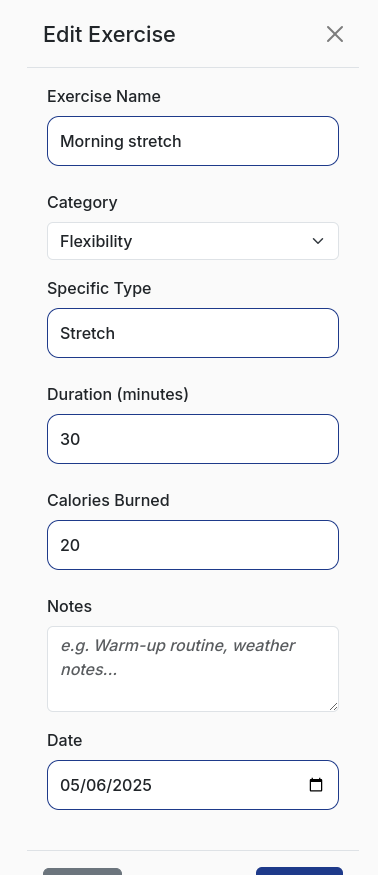 Edit Exercise
Exercise Name
Morning stretch
Category
Flexibility
Specific Type
Stretch
Duration (minutes)
30
Calories Burned
20
Notes
e.g. Warm-up routine, weather
notes...
Date
05/06/2025